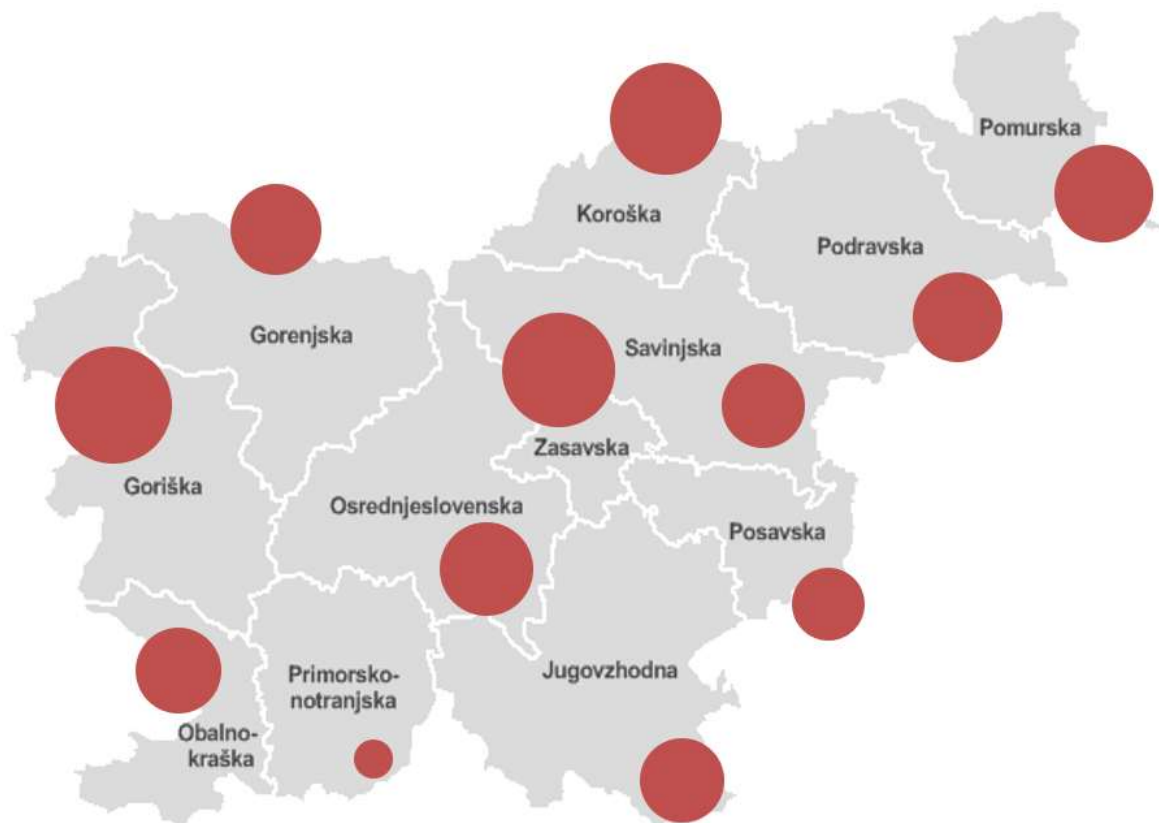 Pomurska
Koroška
Podravska
Gorenjska
Savinjska
Zasavska
Goriška
Osrednjeslovenska
Posavska
Jugovzhodna
Primorsko-
notranjska
Obalno-
kraška